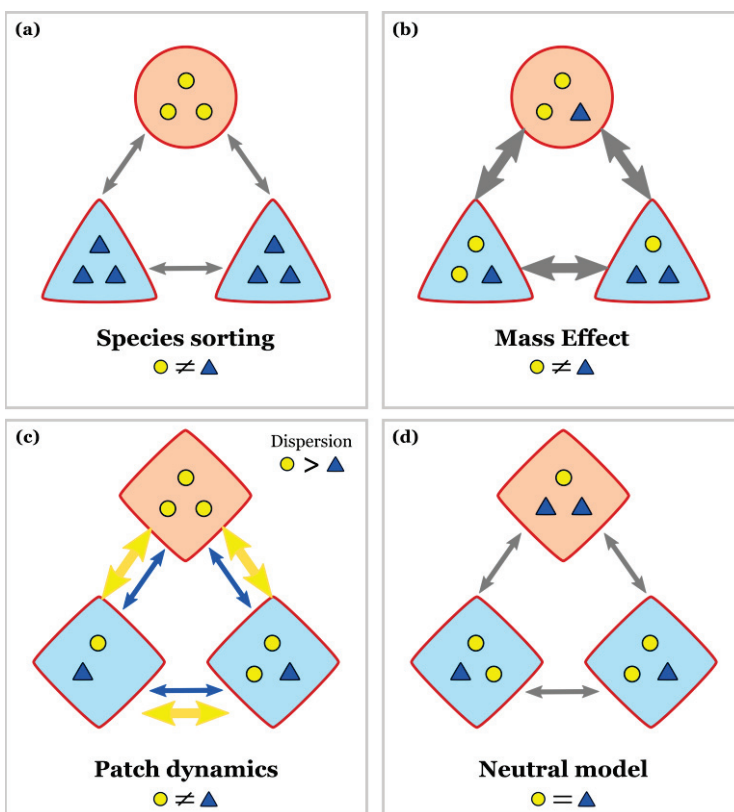 (a)
Species sorting
≠
(b)
Mass Effect
≠
(c)
Dispersion
>
Patch dynamics
≠
(d)
Neutral model
=